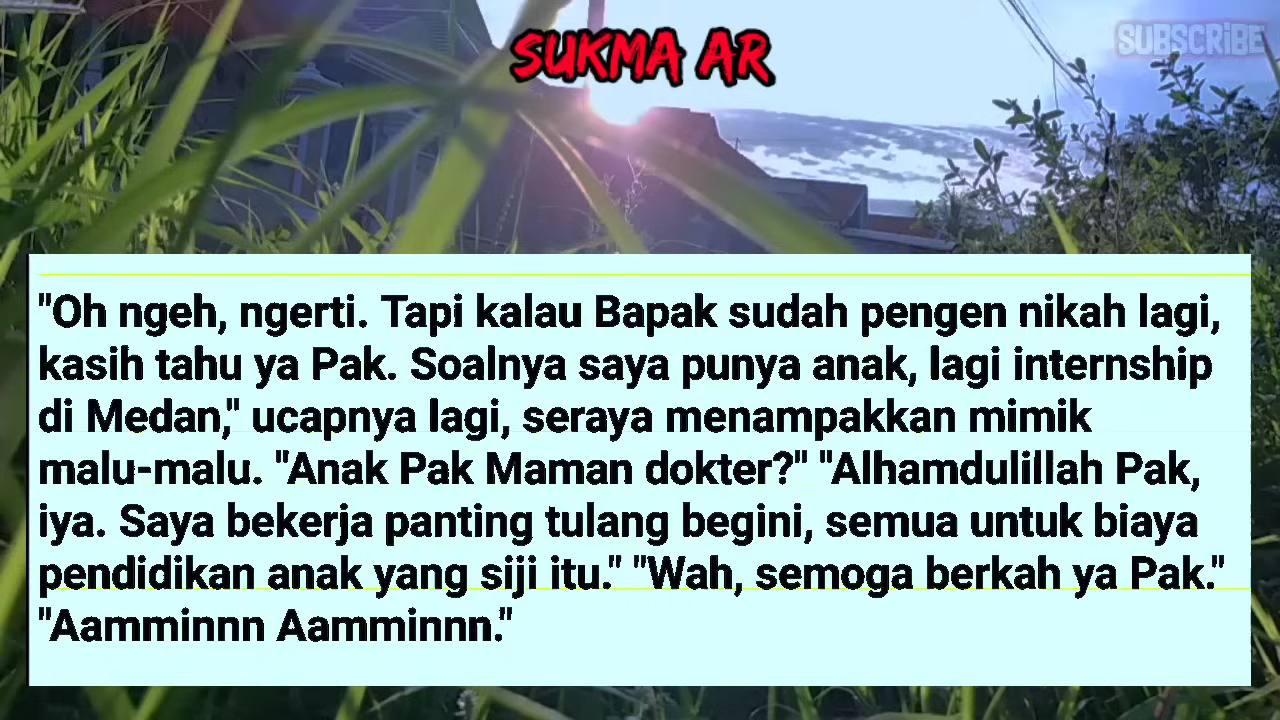 SUKMA AR
SUBSCRiBE
"Oh ngeh, ngerti. Tapi kalau Bapak sudah pengen nikah lagi,
kasih tahu ya Pak. Soalnya saya punya anak, lagi internship
di Medan," ucapnya lagi, seraya menampakkan mimik
malu-malu. "Anak Pak Maman dokter?" "Alhamdulillah Pak,
iya. Saya bekerja panting tulang begini, semua untuk biaya
pendidikan anak yang siji itu." "Wah, semoga berkah ya Pak."
"Aamminnn Aamminnn."